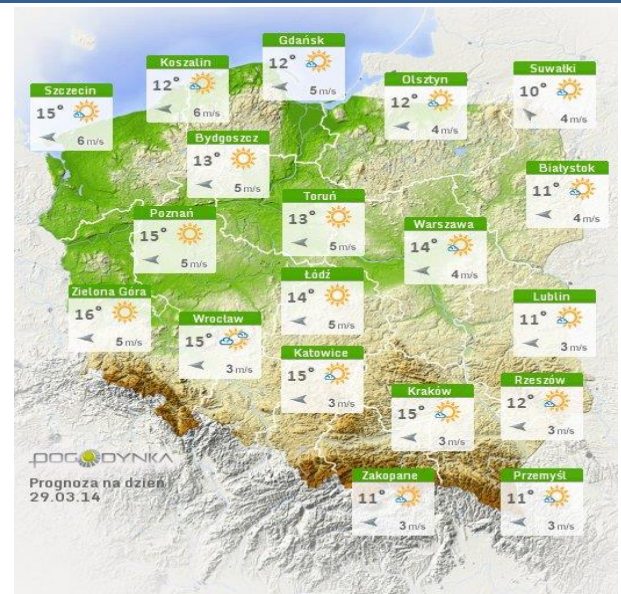 Gdańsk
12°
5 m/s
Koszalin
12°
6 m/s
Suwałki
10°
4 m/s
Olsztyn
12°
4 m/s
Szczecin
15°
6 m/s
Bydgoszcz
13°
5 m/s
Białystok
11°
4 m/s
Toruń
13°
5 m/s
Poznań
15°
5 m/s
Warszawa
14°
4 m/s
Łódź
14°
5 m/s
Zielona Góra
16°
5 m/s
Lublin
11°
3 m/s
Wrocław
15°
3 m/s
Katowice
15°
3 m/s
Rzeszów
12°
3 m/s
Kraków
15°
3 m/s
POGODYNKA
Prognoza na dzień
29.03.14
Zakopane
11°
3 m/s
Przemyśl
11°
3 m/s